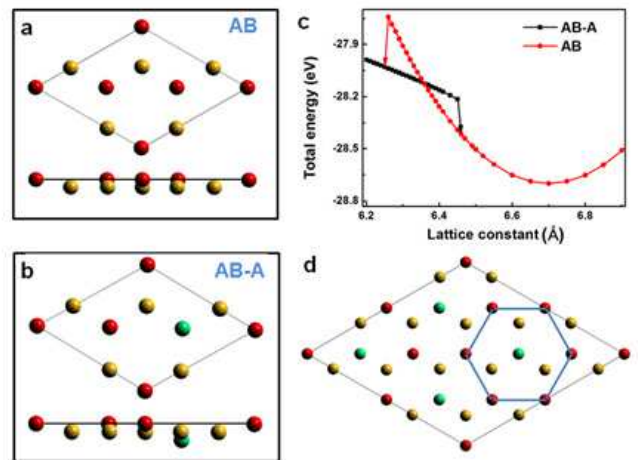 a AB
b AB-A
c
AB-A
AB
Total energy (eV)
-27.9
-28.2
-28.5
-28.8
6.2 6.4 6.6 6.8
Lattice constant (Å)
d